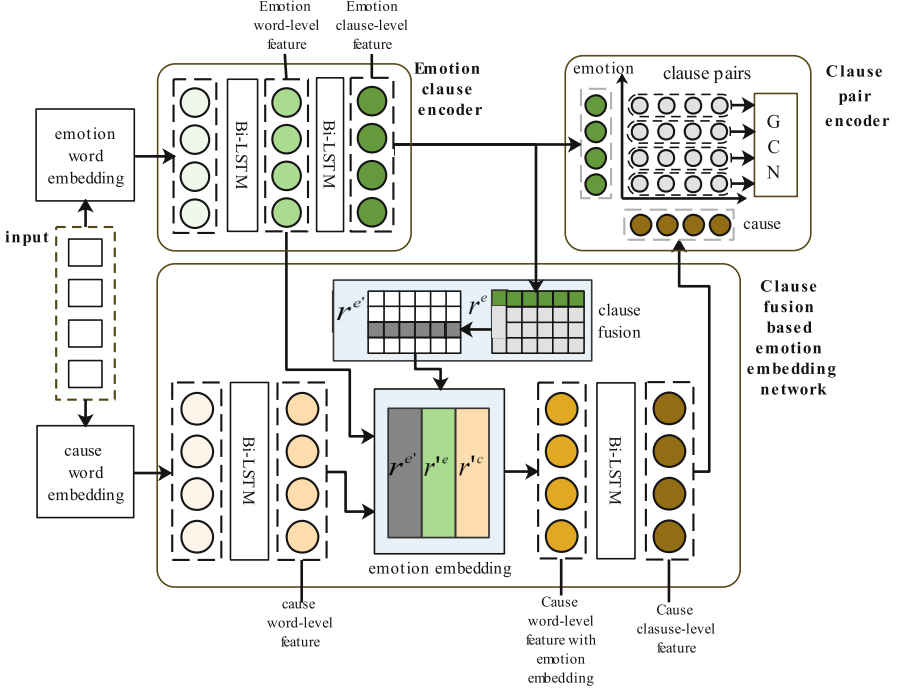 Emotion
word-level
feature
Emotion
clause-level
feature
Emotion
clause
encoder
emotion
word
embedding
Bi-LSTM
Bi-LSTM
emotion
clause pairs
G
C
N
cause
Clause
pair
encoder
input
r^{e'}
r^{e}
clause
fusion
Clause
fusion
based
emotion
embedding
network
cause
word
embedding
Bi-LSTM
r^{e'}
r'^{e}
r'^{c}
emotion embedding
Bi-LSTM
cause
word-level
feature
Cause
word-level
feature with
emotion
embedding
Cause
clasuse-level
feature